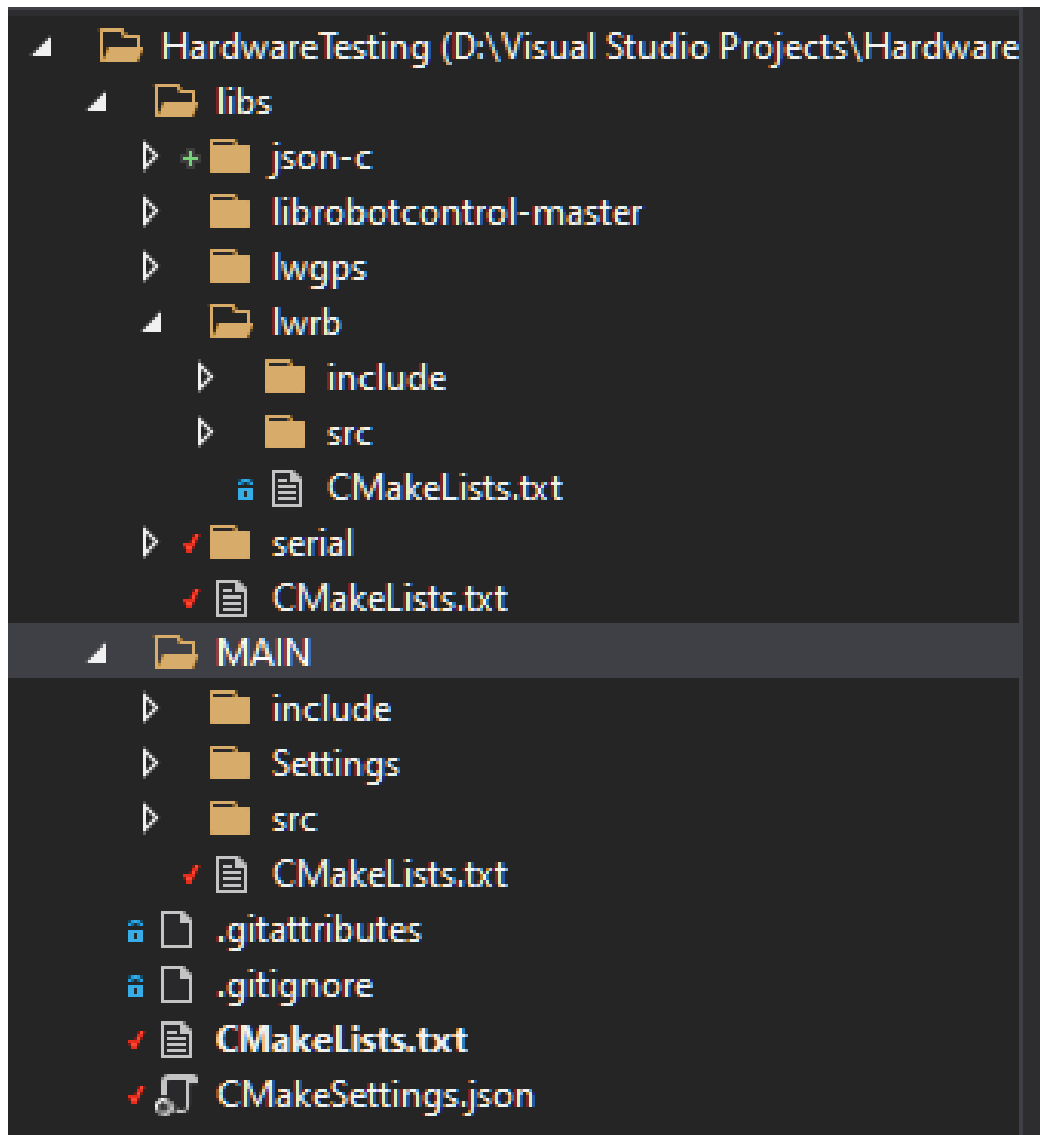 HardwareTesting (D:\Visual Studio Projects\Hardware
libs
json-c
librobotcontrol-master
lwgps
lwrb
include
src
CMakeLists.txt
serial
CMakeLists.txt
MAIN
include
Settings
src
CMakeLists.txt
.gitattributes
.gitignore
CMakeLists.txt
CMakeSettings.json